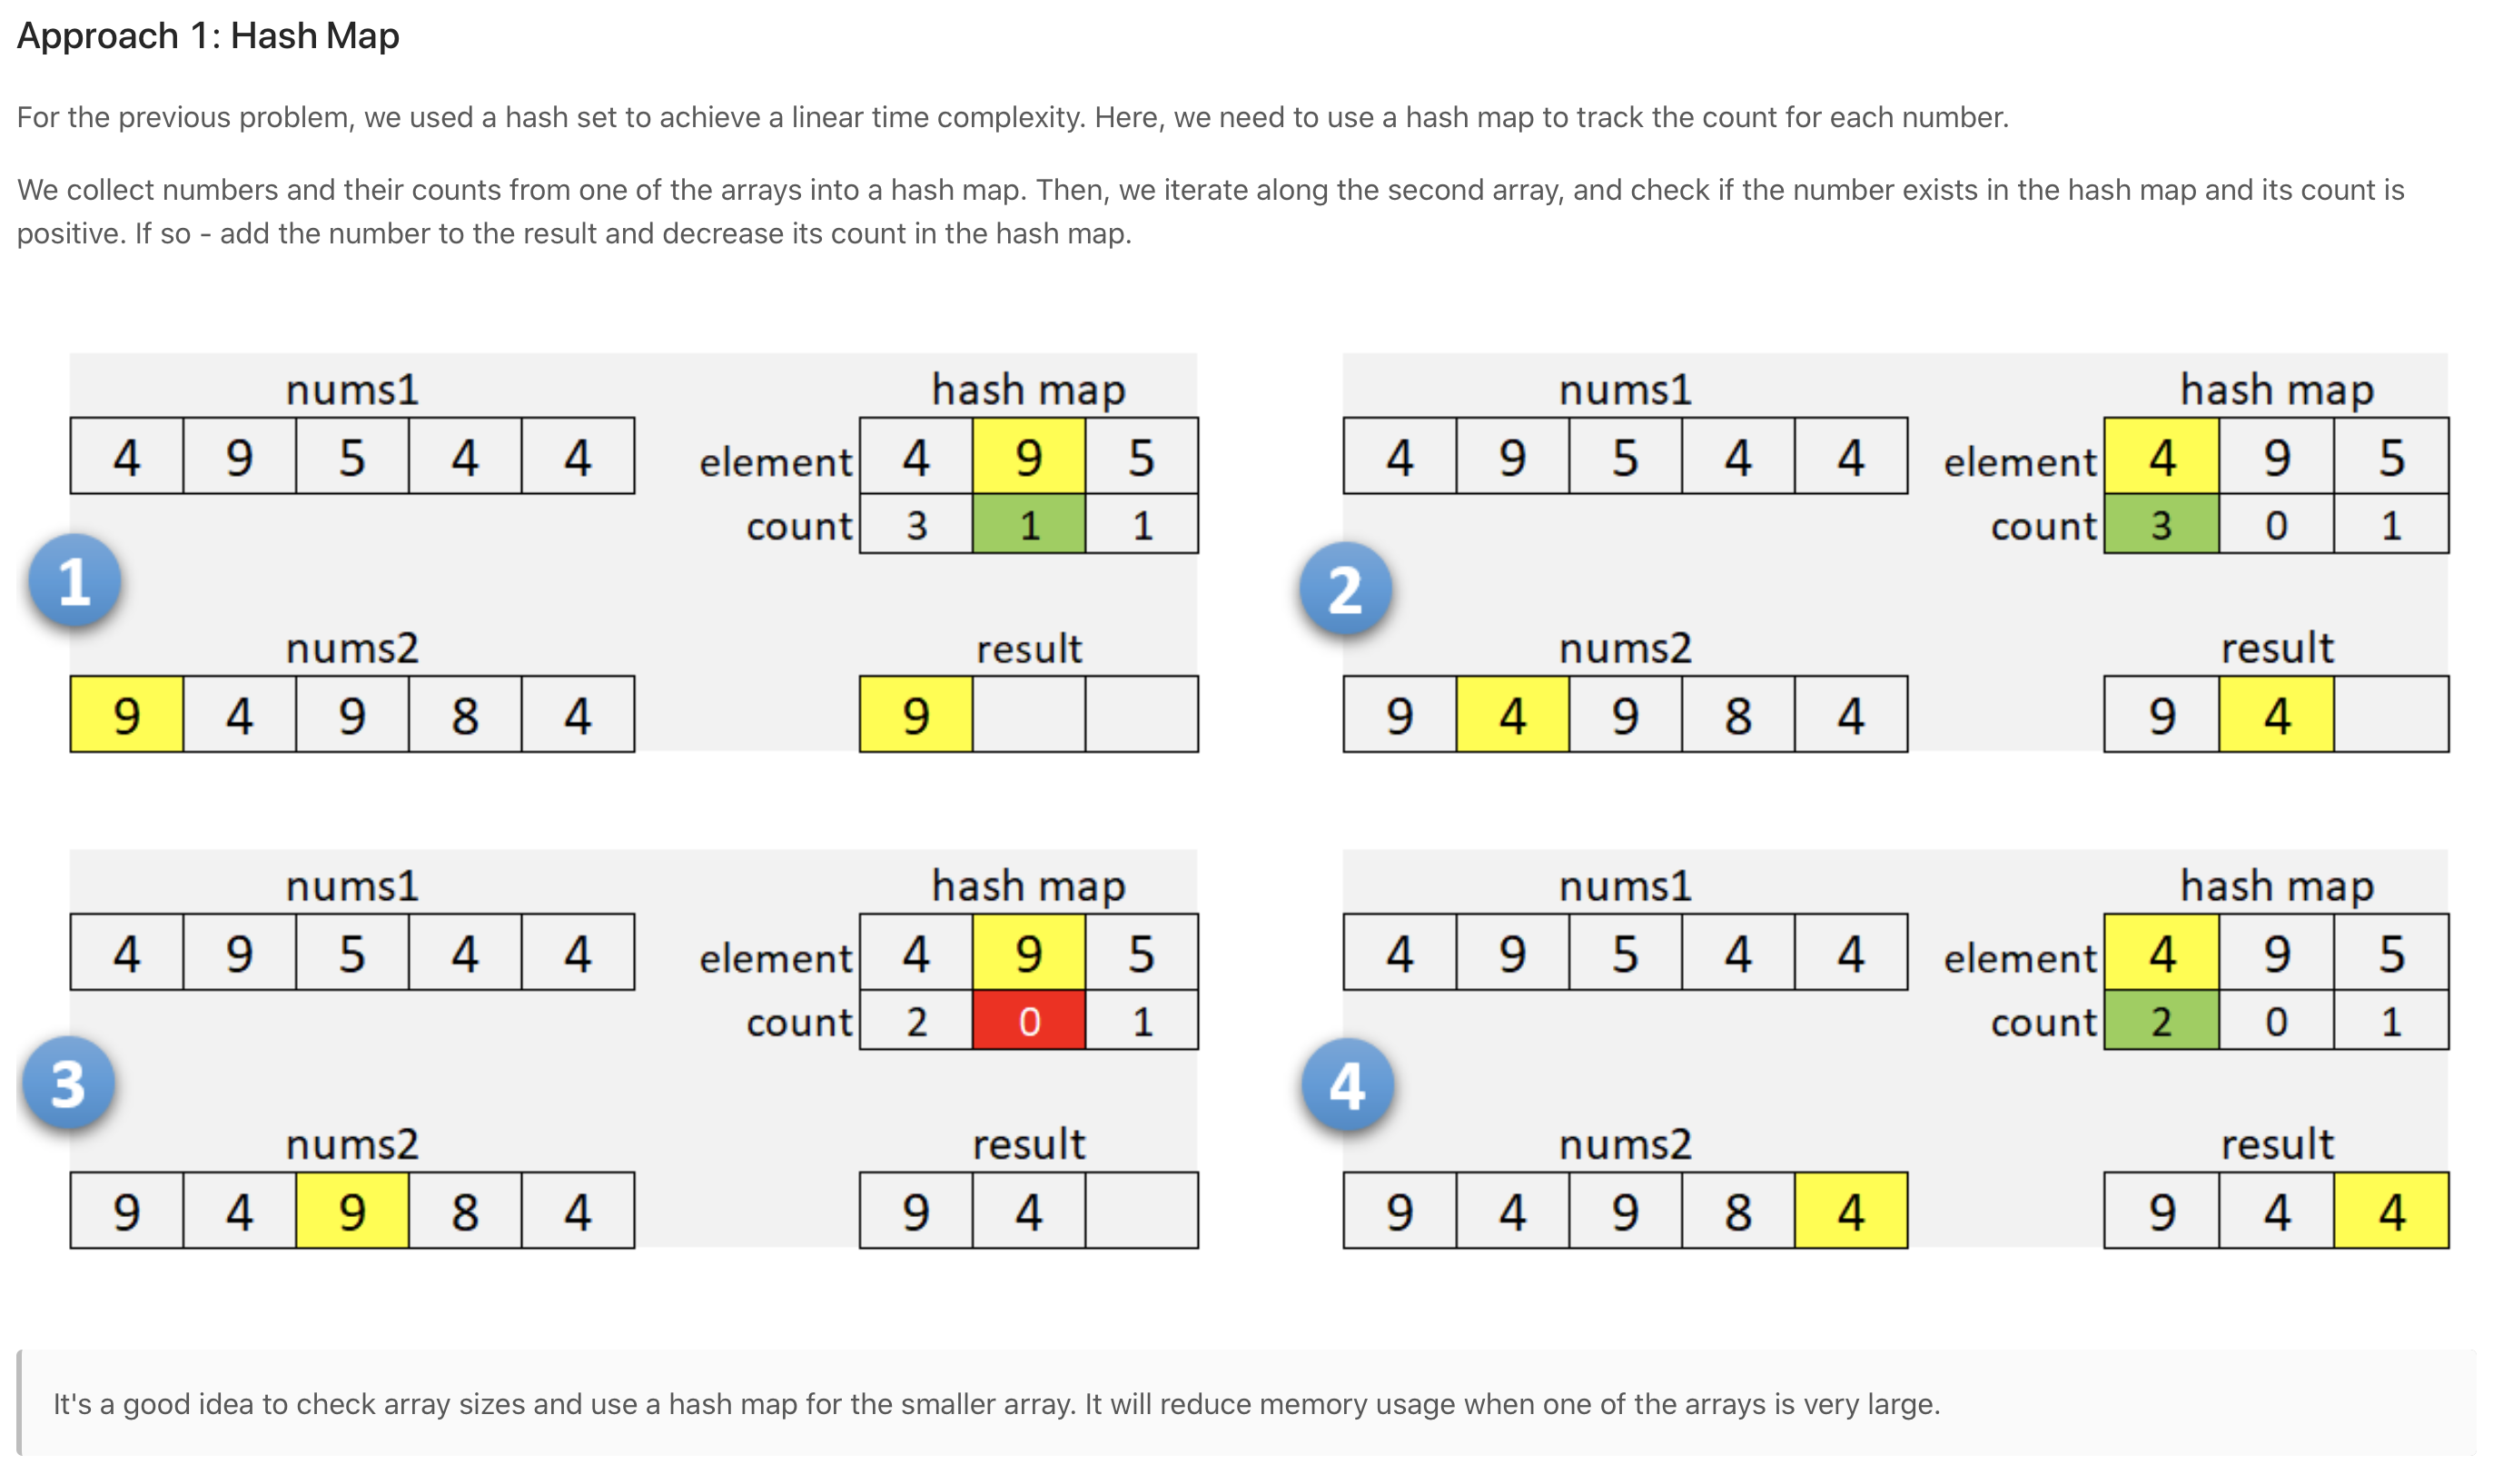 Approach 1: Hash Map
For the previous problem, we used a hash set to achieve a linear time complexity. Here, we need to use a hash map to track the count for each number.
We collect numbers and their counts from one of the arrays into a hash map. Then, we iterate along the second array, and check if the number exists in the hash map and its count is
positive. If so - add the number to the result and decrease its count in the hash map.
nums1 hash map
4 9 5 4 4 element 4 9 5
count 3 1 1
1
nums2 result
9 4 9 8 4 9
nums1 hash map
4 9 5 4 4 element 4 9 5
count 3 0 1
2
nums2 result
9 4 9 8 4 9 4
nums1 hash map
4 9 5 4 4 element 4 9 5
count 2 0 1
3
nums2 result
9 4 9 8 4 9 4
nums1 hash map
4 9 5 4 4 element 4 9 5
count 2 0 1
4
nums2 result
9 4 9 8 4 9 4 4
It's a good idea to check array sizes and use a hash map for the smaller array. It will reduce memory usage when one of the arrays is very large.